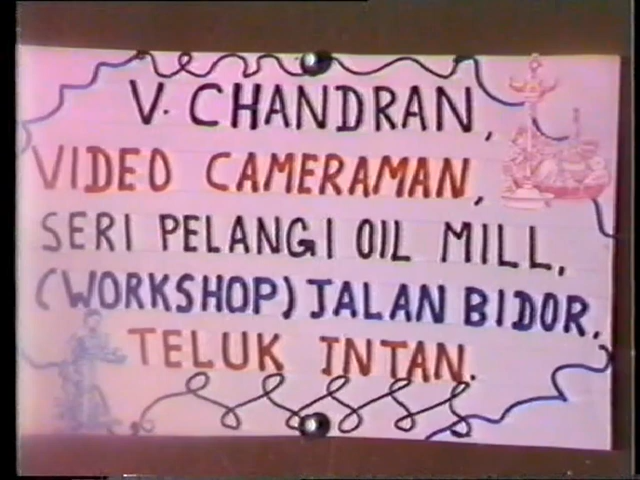 V. CHANDRAN,
VIDEO CAMERAMAN,
SERI PELANGI OIL MILL,
(WORKSHOP) JALAN BIDOR,
TELUK INTAN.